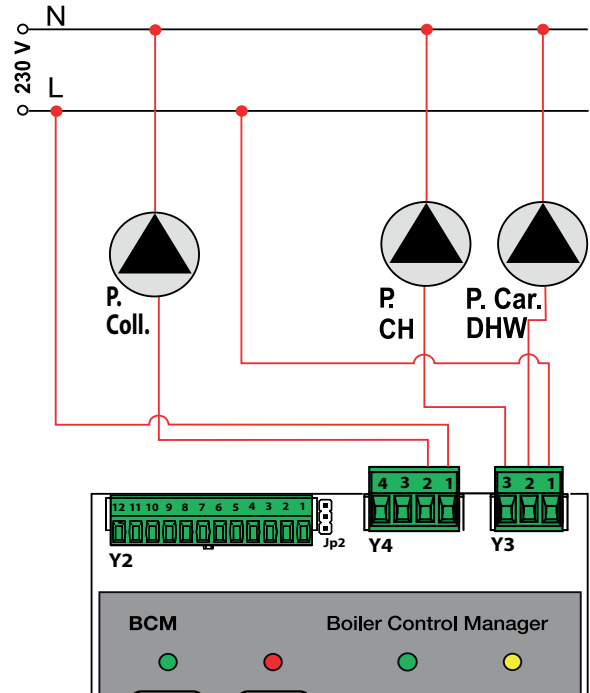 N
230 V
L
P.
Coll.
P.
CH
P. Car.
DHW
4 3 2 1
3 2 1
12 11 10 9 8 7 6 5 4 3 2 1
Jp2
Y4
Y3
Y2
BCM
Boiler Control Manager